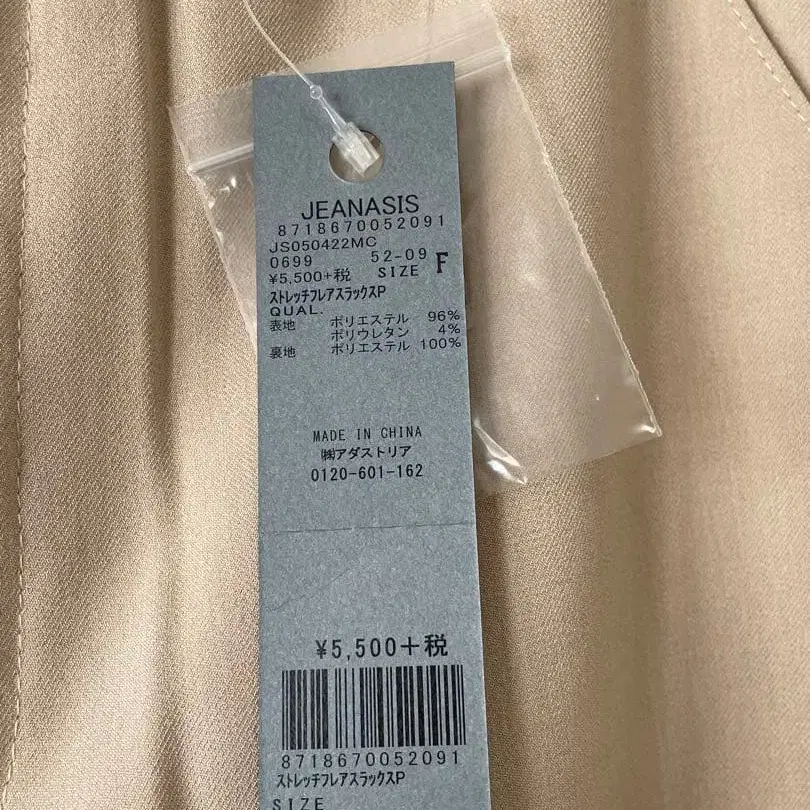 JEANASIS
8718670052091
JS050422MC
0699 52-09
¥5,500+税 SIZE F
ストレッチフレアスラックスP
QUAL.
表地 ポリエステル 96%
ポリウレタン 4%
裏地 ポリエステル 100%
MADE IN CHINA
㈱アダストリア
0120-601-162
¥5,500+税
8718670052091
ストレッチフレアスラックスP
SIZE